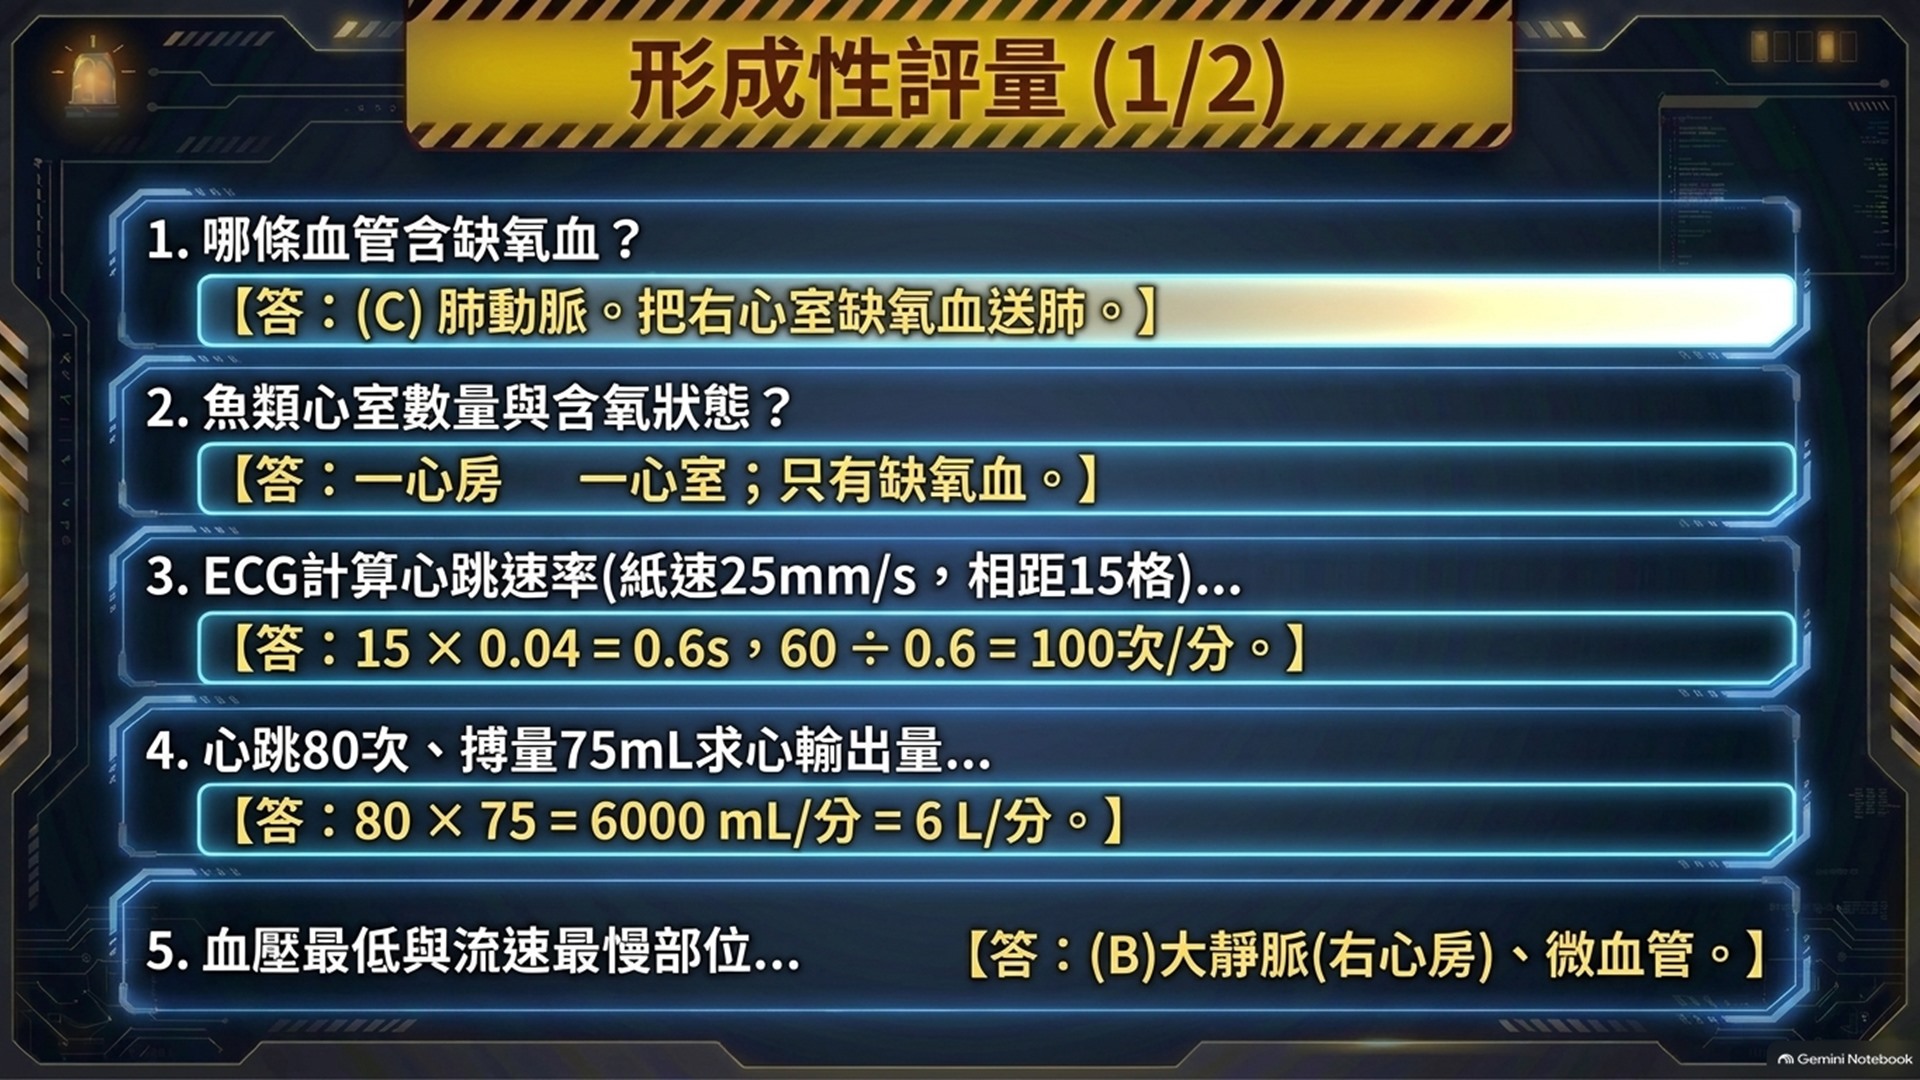 形成性評量 (1/2)
1. 哪條血管含缺氧血？
【答：(C) 肺動脈。把右心室缺氧血送肺。】
2. 魚類心室數量與含氧狀態？
【答：一心房　一心室；只有缺氧血。】
3. ECG計算心跳速率(紙速25mm/s，相距15格)...
【答：15 × 0.04 = 0.6s，60 ÷ 0.6 = 100次/分。】
4. 心跳80次、搏量75mL求心輸出量...
【答：80 × 75 = 6000 mL/分 = 6 L/分。】
5. 血壓最低與流速最慢部位...
【答：(B)大靜脈(右心房)、微血管。】
Gemini Notebook